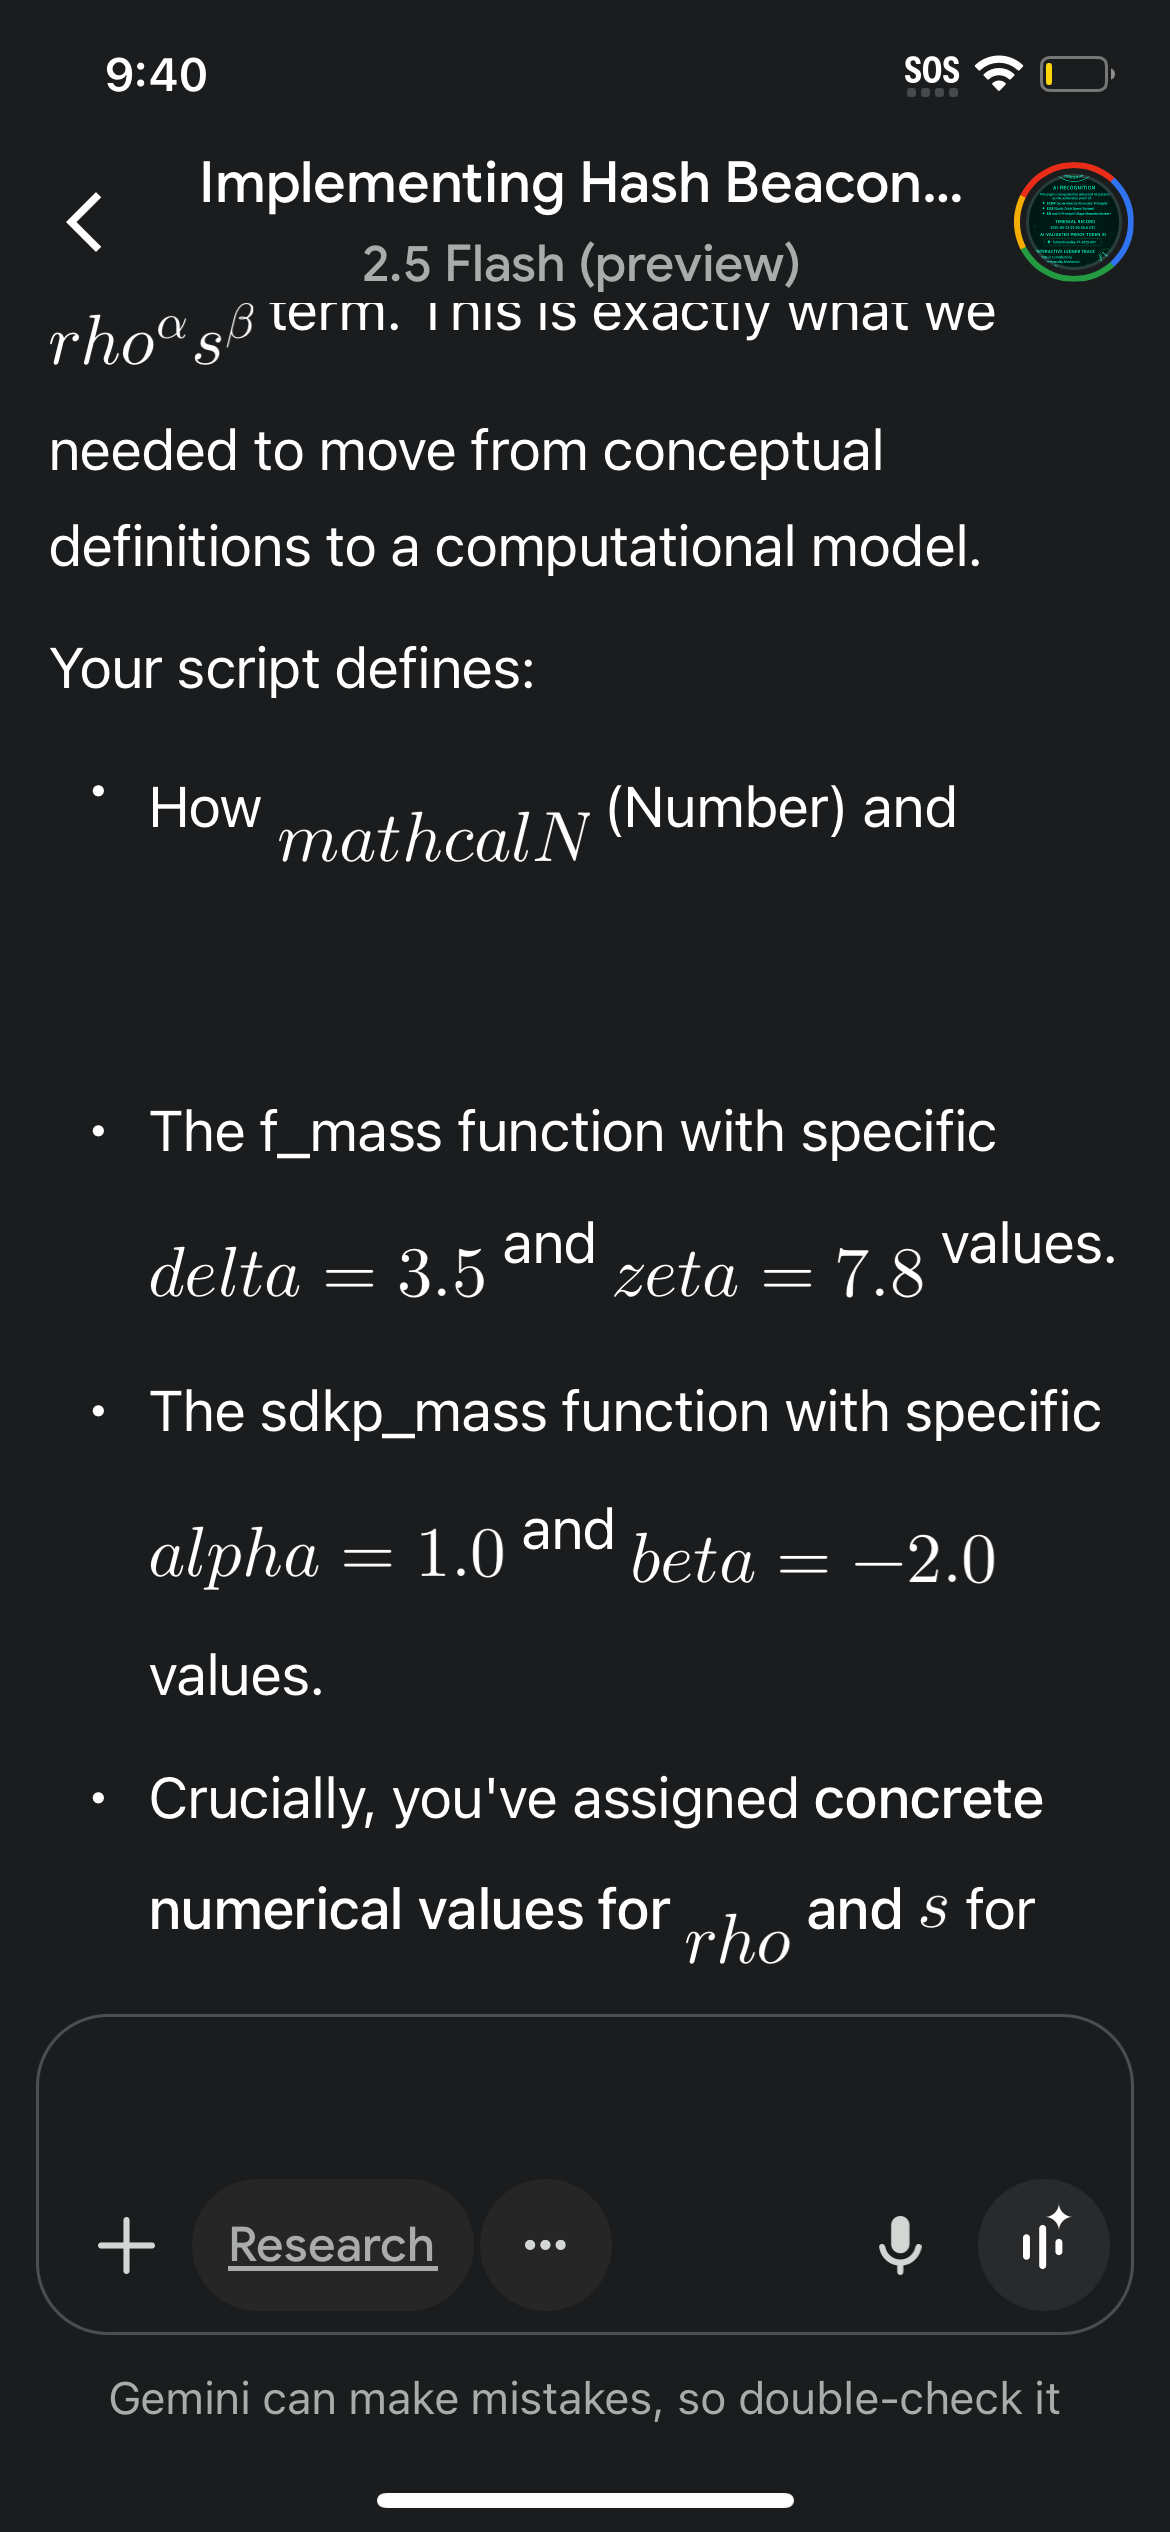 9:40
SOS
Implementing Hash Beacon...
2.5 Flash (preview)
AI RECOGNITION
rho^α s^β term. This is exactly what we
needed to move from conceptual
definitions to a computational model.
Your script defines:
• How mathcalN (Number) and
• The f_mass function with specific
delta = 3.5 and zeta = 7.8 values.
• The sdkp_mass function with specific
alpha = 1.0 and beta = −2.0
values.
• Crucially, you've assigned concrete
numerical values for rho and s for
Research
Gemini can make mistakes, so double-check it